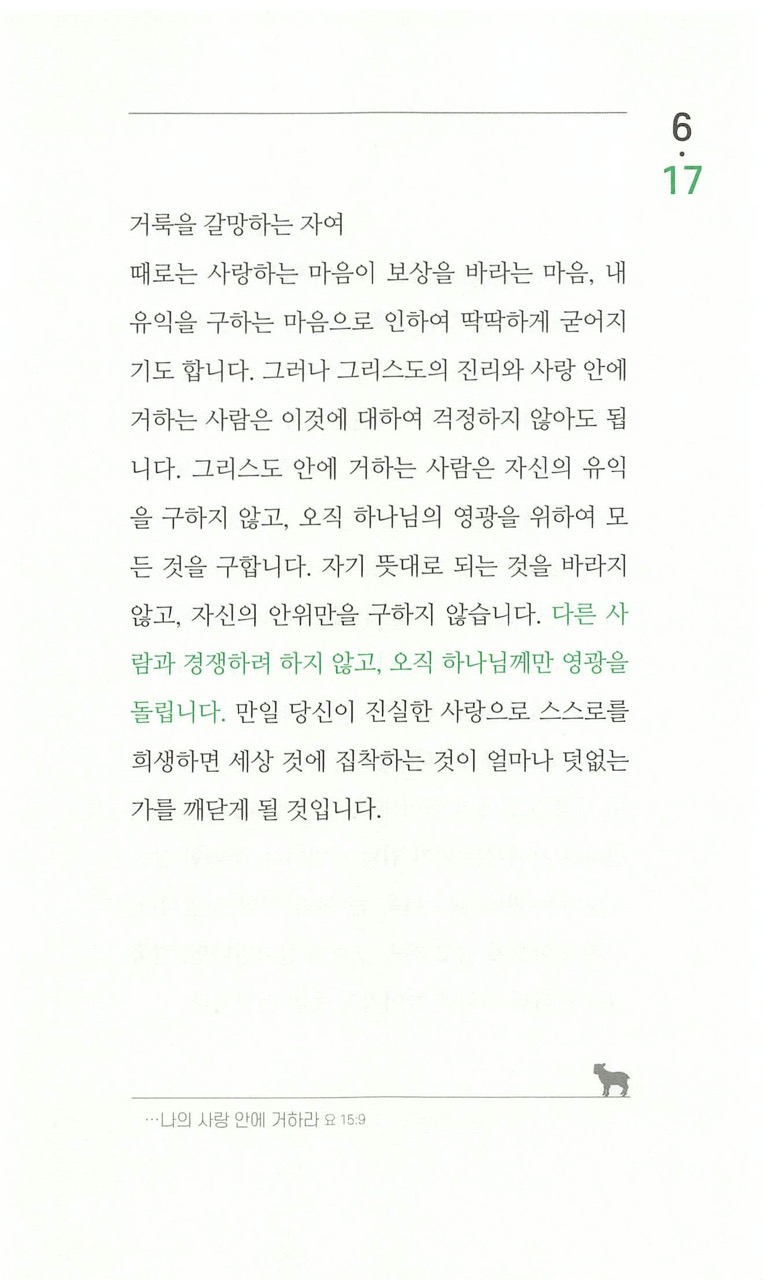 6
·
17
거룩을 갈망하는 자여
때로는 사랑하는 마음이 보상을 바라는 마음, 내
유익을 구하는 마음으로 인하여 딱딱하게 굳어지
기도 합니다. 그러나 그리스도의 진리와 사랑 안에
거하는 사람은 이것에 대하여 걱정하지 않아도 됩
니다. 그리스도 안에 거하는 사람은 자신의 유익
을 구하지 않고, 오직 하나님의 영광을 위하여 모
든 것을 구합니다. 자기 뜻대로 되는 것을 바라지
않고, 자신의 안위만을 구하지 않습니다. 다른 사
람과 경쟁하려 하지 않고, 오직 하나님께만 영광을
돌립니다. 만일 당신이 진실한 사랑으로 스스로를
희생하면 세상 것에 집착하는 것이 얼마나 덧없는
가를 깨닫게 될 것입니다.
…나의 사랑 안에 거하라 요 15:9